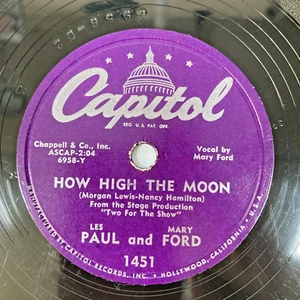 Capitol
REG. U.S. PAT. OFF.
Chappell & Co., Inc.
ASCAP-2:04
6958-Y
Vocal by
Mary Ford
HOW HIGH THE MOON
(Morgan Lewis-Nancy Hamilton)
From the Stage Production
"Two For The Show"
LES MARY
PAUL and FORD
1451
MFD. IN U.S.A. BY CAPITOL RECORDS, INC. • HOLLYWOOD, CALIFORNIA, U.S.A.